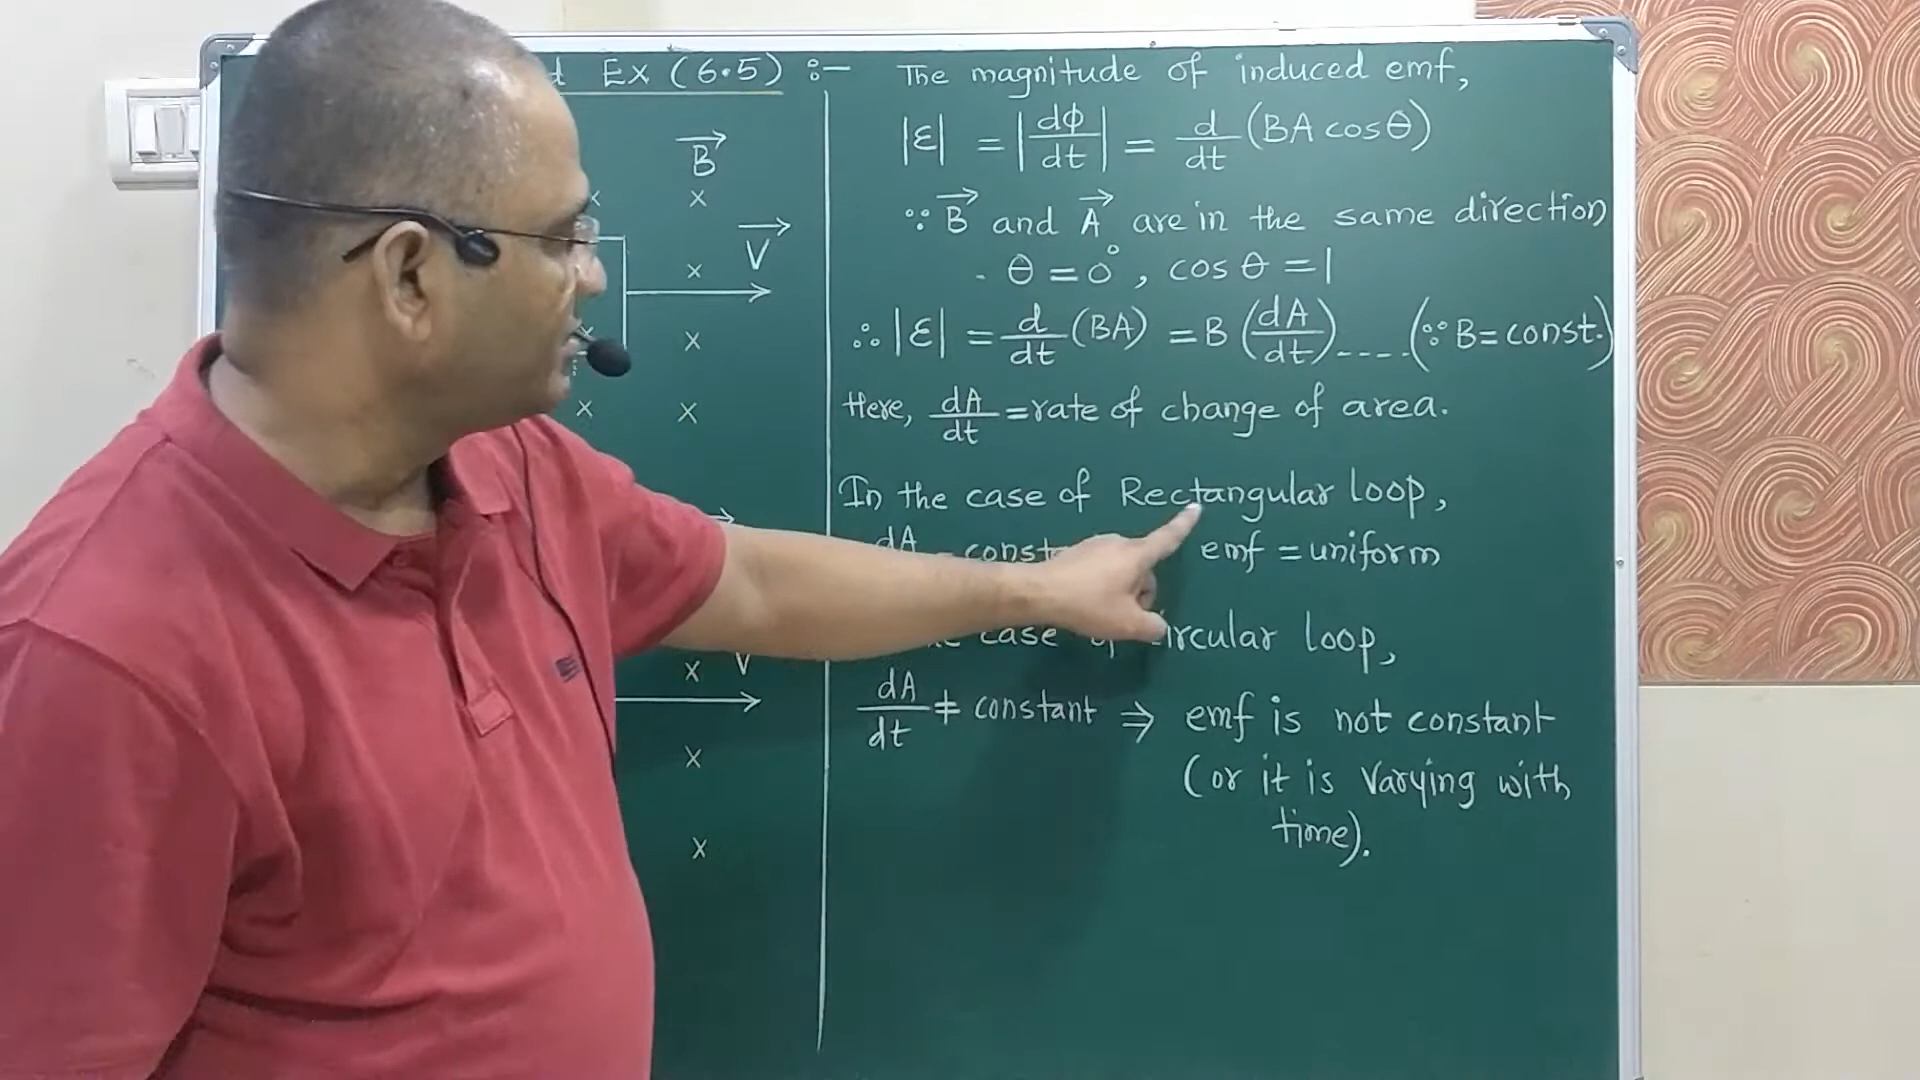 Ex (6.5) :-
B
x x
V
x
x x
x x
x V
x
x
The magnitude of induced emf,
|ε| = |dφ/dt| = d/dt (BA cosθ)
∵ B and A are in the same direction
- θ = 0°, cos θ = 1
∴ |ε| = d/dt (BA) = B (dA/dt) ---- (∵ B = const.)
Here, dA/dt = rate of change of area.
In the case of Rectangular loop,
dA emf = uniform
case loop,
dA/dt ≠ constant ⇒ emf is not constant
(or it is varying with
time).